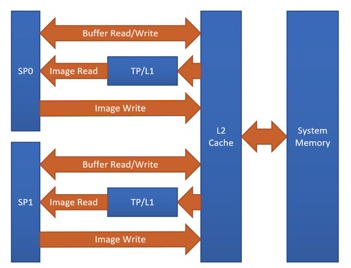 Buffer Read/Write
SP0
Image Read
TP/L1
Image Write
L2
Cache
System
Memory
Buffer Read/Write
SP1
Image Read
TP/L1
Image Write